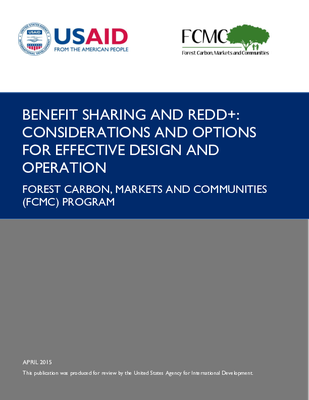 USAID
FROM THE AMERICAN PEOPLE
FCMC
Forest Carbon, Markets and Communities
BENEFIT SHARING AND REDD+:
CONSIDERATIONS AND OPTIONS
FOR EFFECTIVE DESIGN AND
OPERATION
FOREST CARBON, MARKETS AND COMMUNITIES
(FCMC) PROGRAM
APRIL 2015
This publication was produced for review by the United States Agency for International Development.